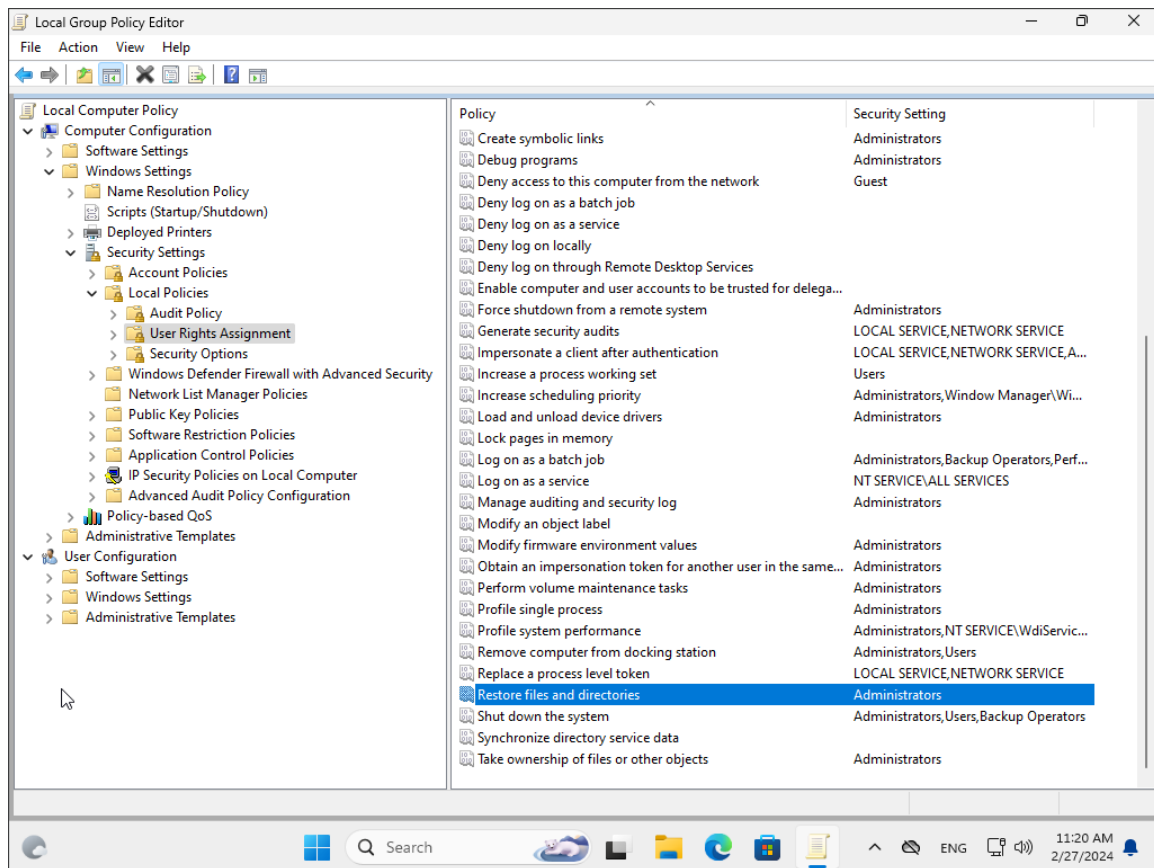 Local Group Policy Editor
File Action View Help
Local Computer Policy
Computer Configuration
Software Settings
Windows Settings
Name Resolution Policy
Scripts (Startup/Shutdown)
Deployed Printers
Security Settings
Account Policies
Local Policies
Audit Policy
User Rights Assignment
Security Options
Windows Defender Firewall with Advanced Security
Network List Manager Policies
Public Key Policies
Software Restriction Policies
Application Control Policies
IP Security Policies on Local Computer
Advanced Audit Policy Configuration
Policy-based QoS
Administrative Templates
User Configuration
Software Settings
Windows Settings
Administrative Templates
Policy Security Setting
Create symbolic links Administrators
Debug programs Administrators
Deny access to this computer from the network Guest
Deny log on as a batch job
Deny log on as a service
Deny log on locally
Deny log on through Remote Desktop Services
Enable computer and user accounts to be trusted for delega...
Force shutdown from a remote system Administrators
Generate security audits LOCAL SERVICE,NETWORK SERVICE
Impersonate a client after authentication LOCAL SERVICE,NETWORK SERVICE,A...
Increase a process working set Users
Increase scheduling priority Administrators,Window Manager\Wi...
Load and unload device drivers Administrators
Lock pages in memory
Log on as a batch job Administrators,Backup Operators,Perf...
Log on as a service NT SERVICE\ALL SERVICES
Manage auditing and security log Administrators
Modify an object label
Modify firmware environment values Administrators
Obtain an impersonation token for another user in the same... Administrators
Perform volume maintenance tasks Administrators
Profile single process Administrators
Profile system performance Administrators,NT SERVICE\WdiServic...
Remove computer from docking station Administrators,Users
Replace a process level token LOCAL SERVICE,NETWORK SERVICE
Restore files and directories Administrators
Shut down the system Administrators,Users,Backup Operators
Synchronize directory service data
Take ownership of files or other objects Administrators
Search
ENG
11:20 AM
2/27/2024